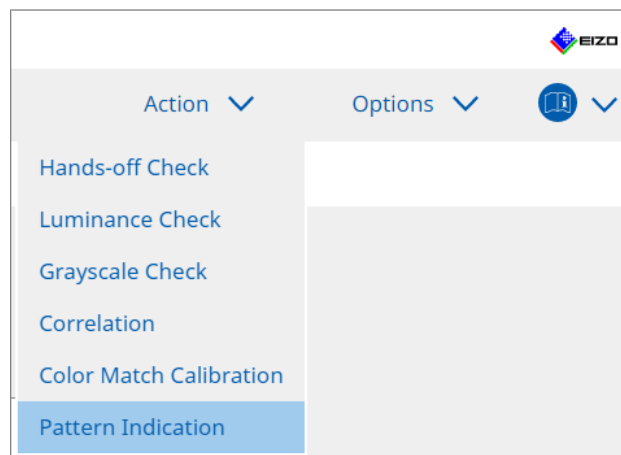 EIZO
Action Options
Hands-off Check
Luminance Check
Grayscale Check
Correlation
Color Match Calibration
Pattern Indication